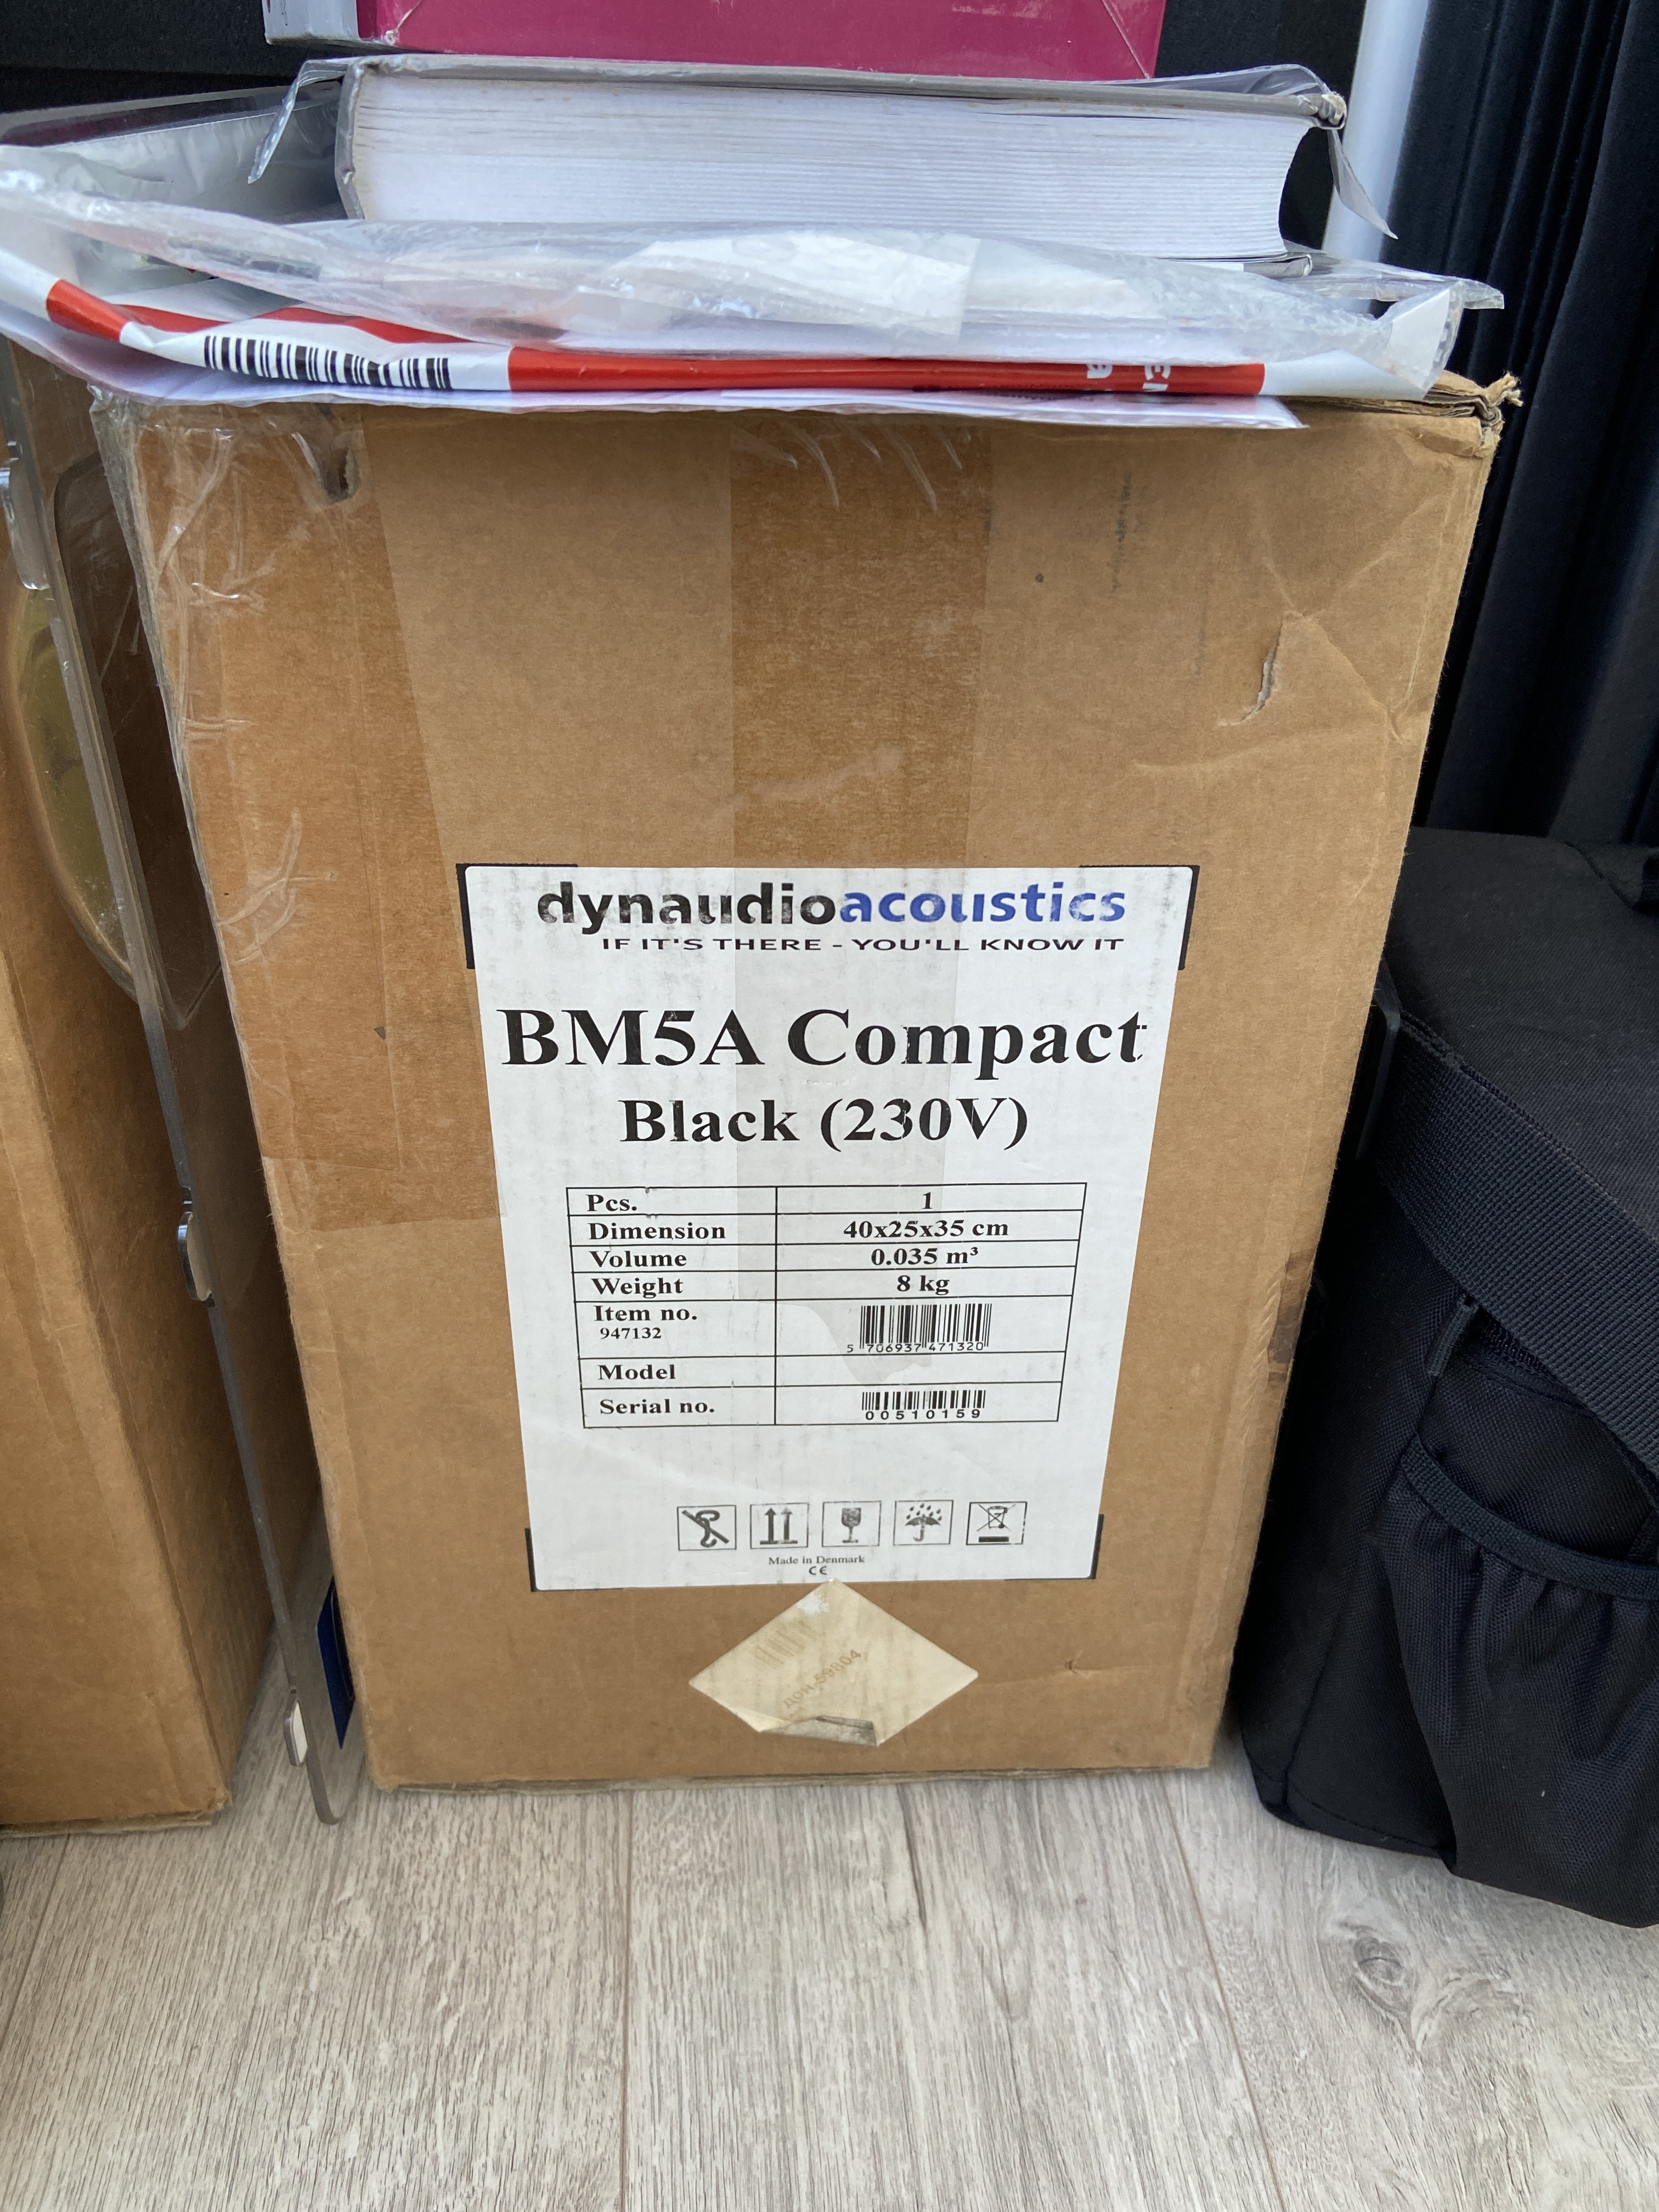 dynaudioacoustics
IF IT'S THERE - YOU'LL KNOW IT
BM5A Compact
Black (230V)
Pcs. 1
Dimension 40x25x35 cm
Volume 0.035 m³
Weight 8 kg
Item no.
947132
5 706937 471320
Model
Serial no.
00510159
Made in Denmark
CE
ДОН-59804